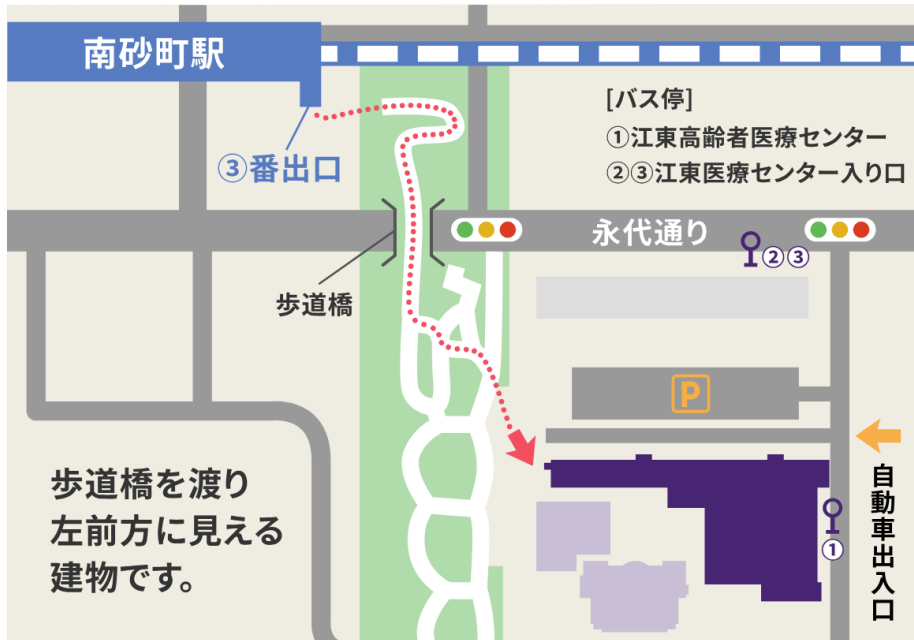 南砂町駅
③番出口
[バス停]
①江東高齢者医療センター
②③江東医療センター入り口
永代通り
②③
歩道橋
P
自動車出入口
①
歩道橋を渡り
左前方に見える
建物です。